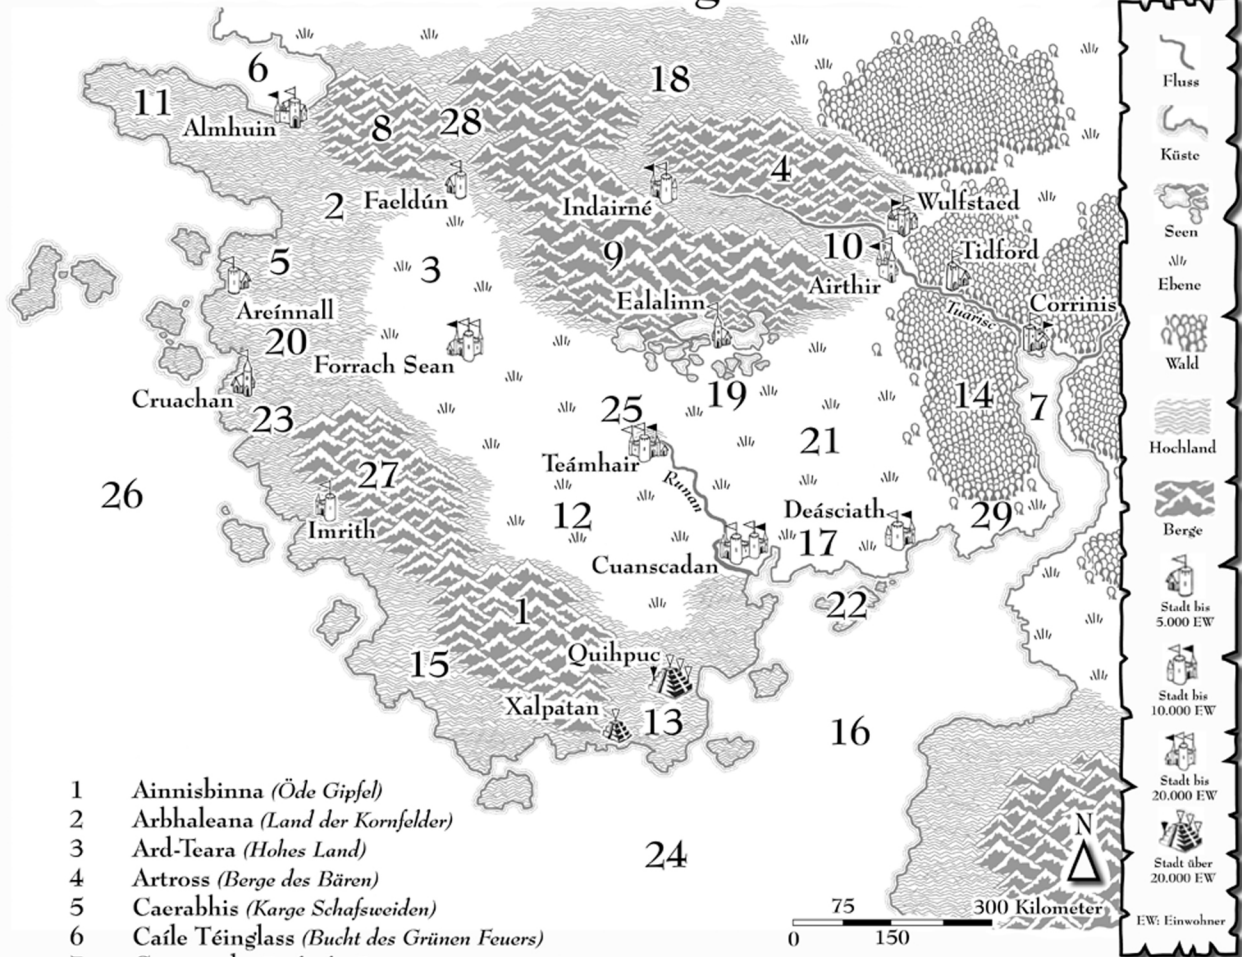 6
18
11
Almhuin
8
28
4
2
Faeldún
Indairné
Wulfstaed
5
3
9
10
Tidford
Airthir
Areínnall
Ealalinn
Tuarisc
Corrinis
20
Forrach Sean
Cruachan
23
25
19
14
7
21
27
Teámhair
Runan
26
Imrith
12
Deásciath
17
29
Cuanscadan
22
1
Quihpuc
15
Xalpatan
13
16
24
1 Ainnisbinna (Öde Gipfel)
2 Arbhaleana (Land der Kornfelder)
3 Ard-Teara (Hohes Land)
4 Artross (Berge des Bären)
5 Caerabhis (Karge Schafsweiden)
6 Caíle Téinglass (Bucht des Grünen Feuers)
N
75 300 Kilometer
0 150
Fluss
Küste
Seen
Ebene
Wald
Hochland
Berge
Stadt bis
5.000 EW
Stadt bis
10.000 EW
Stadt bis
20.000 EW
Stadt über
20.000 EW
EW: Einwohner